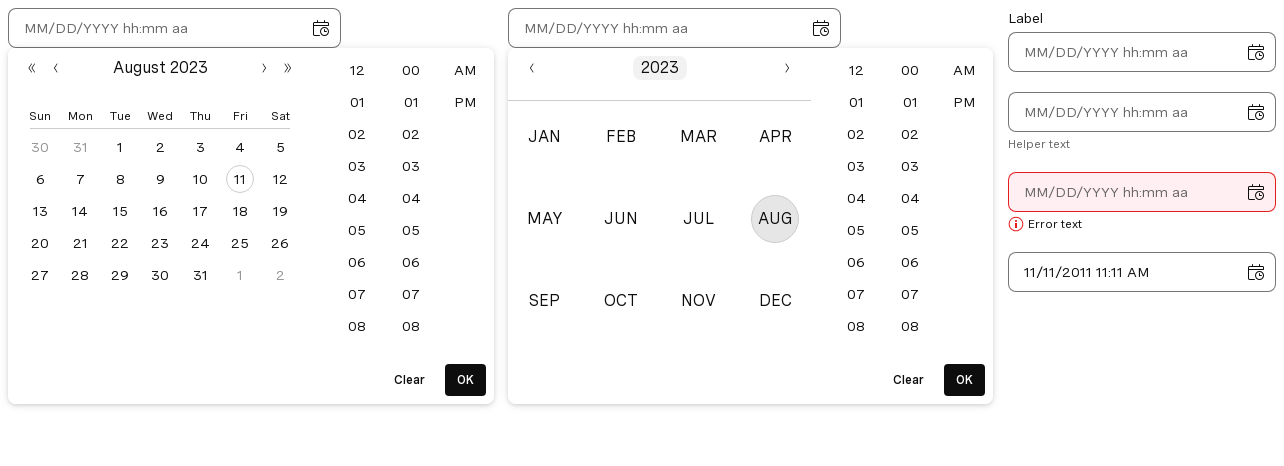 MM/DD/YYYY hh:mm aa
« ‹ August 2023 › »
Sun Mon Tue Wed Thu Fri Sat
30 31 1 2 3 4 5
6 7 8 9 10 11 12
13 14 15 16 17 18 19
20 21 22 23 24 25 26
27 28 29 30 31 1 2
12 00 AM
01 01 PM
02 02
03 03
04 04
05 05
06 06
07 07
08 08
Clear OK
MM/DD/YYYY hh:mm aa
‹ 2023 ›
JAN FEB MAR APR
MAY JUN JUL AUG
SEP OCT NOV DEC
12 00 AM
01 01 PM
02 02
03 03
04 04
05 05
06 06
07 07
08 08
Clear OK
Label
MM/DD/YYYY hh:mm aa
MM/DD/YYYY hh:mm aa
Helper text
MM/DD/YYYY hh:mm aa
Error text
11/11/2011 11:11 AM